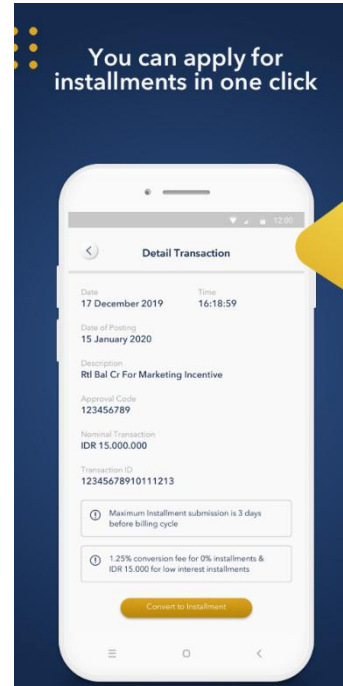 You can apply for
installments in one click
12:00
Detail Transaction
Date Time
17 December 2019 16:18:59
Date of Posting
15 January 2020
Description
Rtl Bal Cr For Marketing Incentive
Approval Code
123456789
Nominal Transaction
IDR 15.000.000
Transaction ID
12345678910111213
Maximum Installment submission is 3 days
before billing cycle
1.25% conversion fee for 0% installments &
IDR 15.000 for low interest installments
Convert to Installment